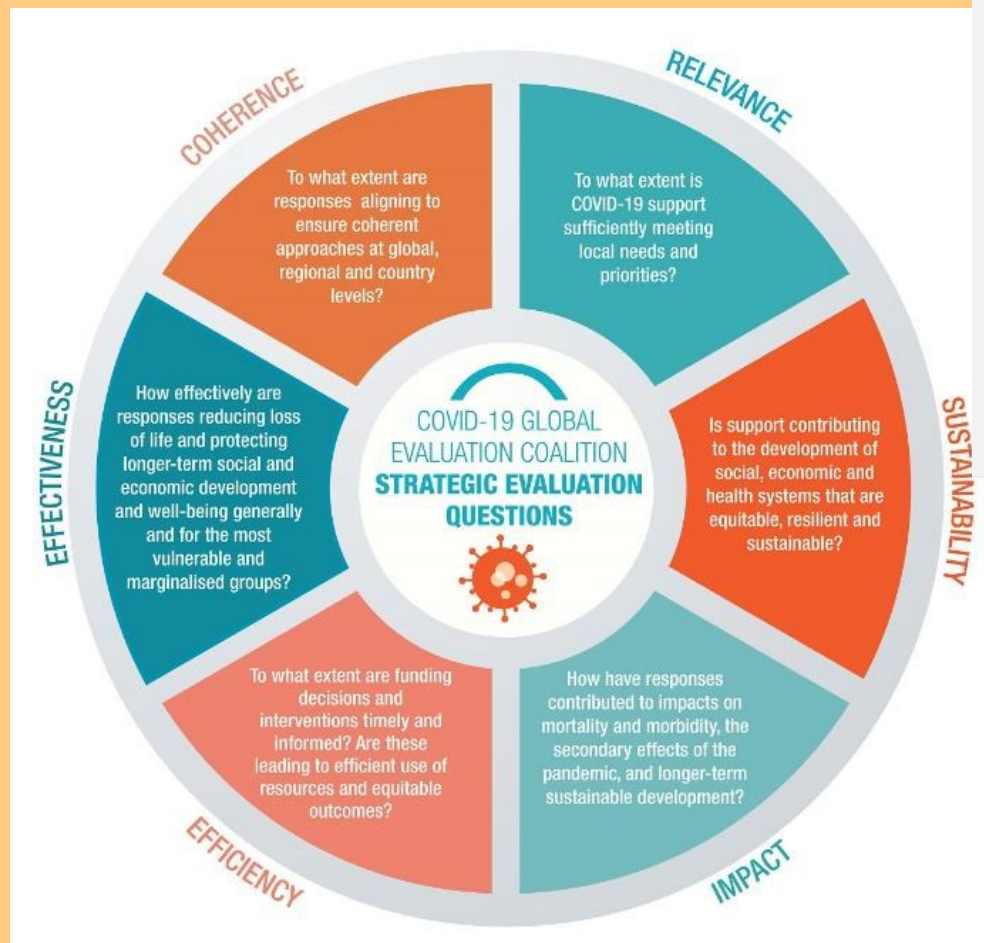 COHERENCE
To what extent are
responses aligning to
ensure coherent
approaches at global,
regional and country
levels?
RELEVANCE
To what extent is
COVID-19 support
sufficiently meeting
local needs and
priorities?
SUSTAINABILITY
Is support contributing
to the development of
social, economic and
health systems that are
equitable, resilient and
sustainable?
IMPACT
How have responses
contributed to impacts on
mortality and morbidity, the
secondary effects of the
pandemic, and longer-term
sustainable development?
EFFICIENCY
To what extent are funding
decisions and
interventions timely and
informed? Are these
leading to efficient use of
resources and equitable
outcomes?
EFFECTIVENESS
How effectively are
responses reducing loss
of life and protecting
longer-term social and
economic development
and well-being generally
and for the most
vulnerable and
marginalised groups?
COVID-19 GLOBAL
EVALUATION COALITION
STRATEGIC EVALUATION
QUESTIONS